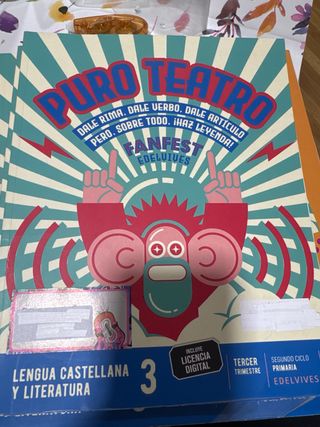 PURO TEATRO
DALE RIMA, DALE VERBO, DALE ARTÍCULO
PERO, SOBRE TODO, ¡HAZ LEYENDA!
FANFEST
EDELVIVES
LENGUA CASTELLANA
Y LITERATURA
3
INCLUYE
LICENCIA
DIGITAL
TERCER
TRIMESTRE
SEGUNDO CICLO
PRIMARIA
EDELVIVES